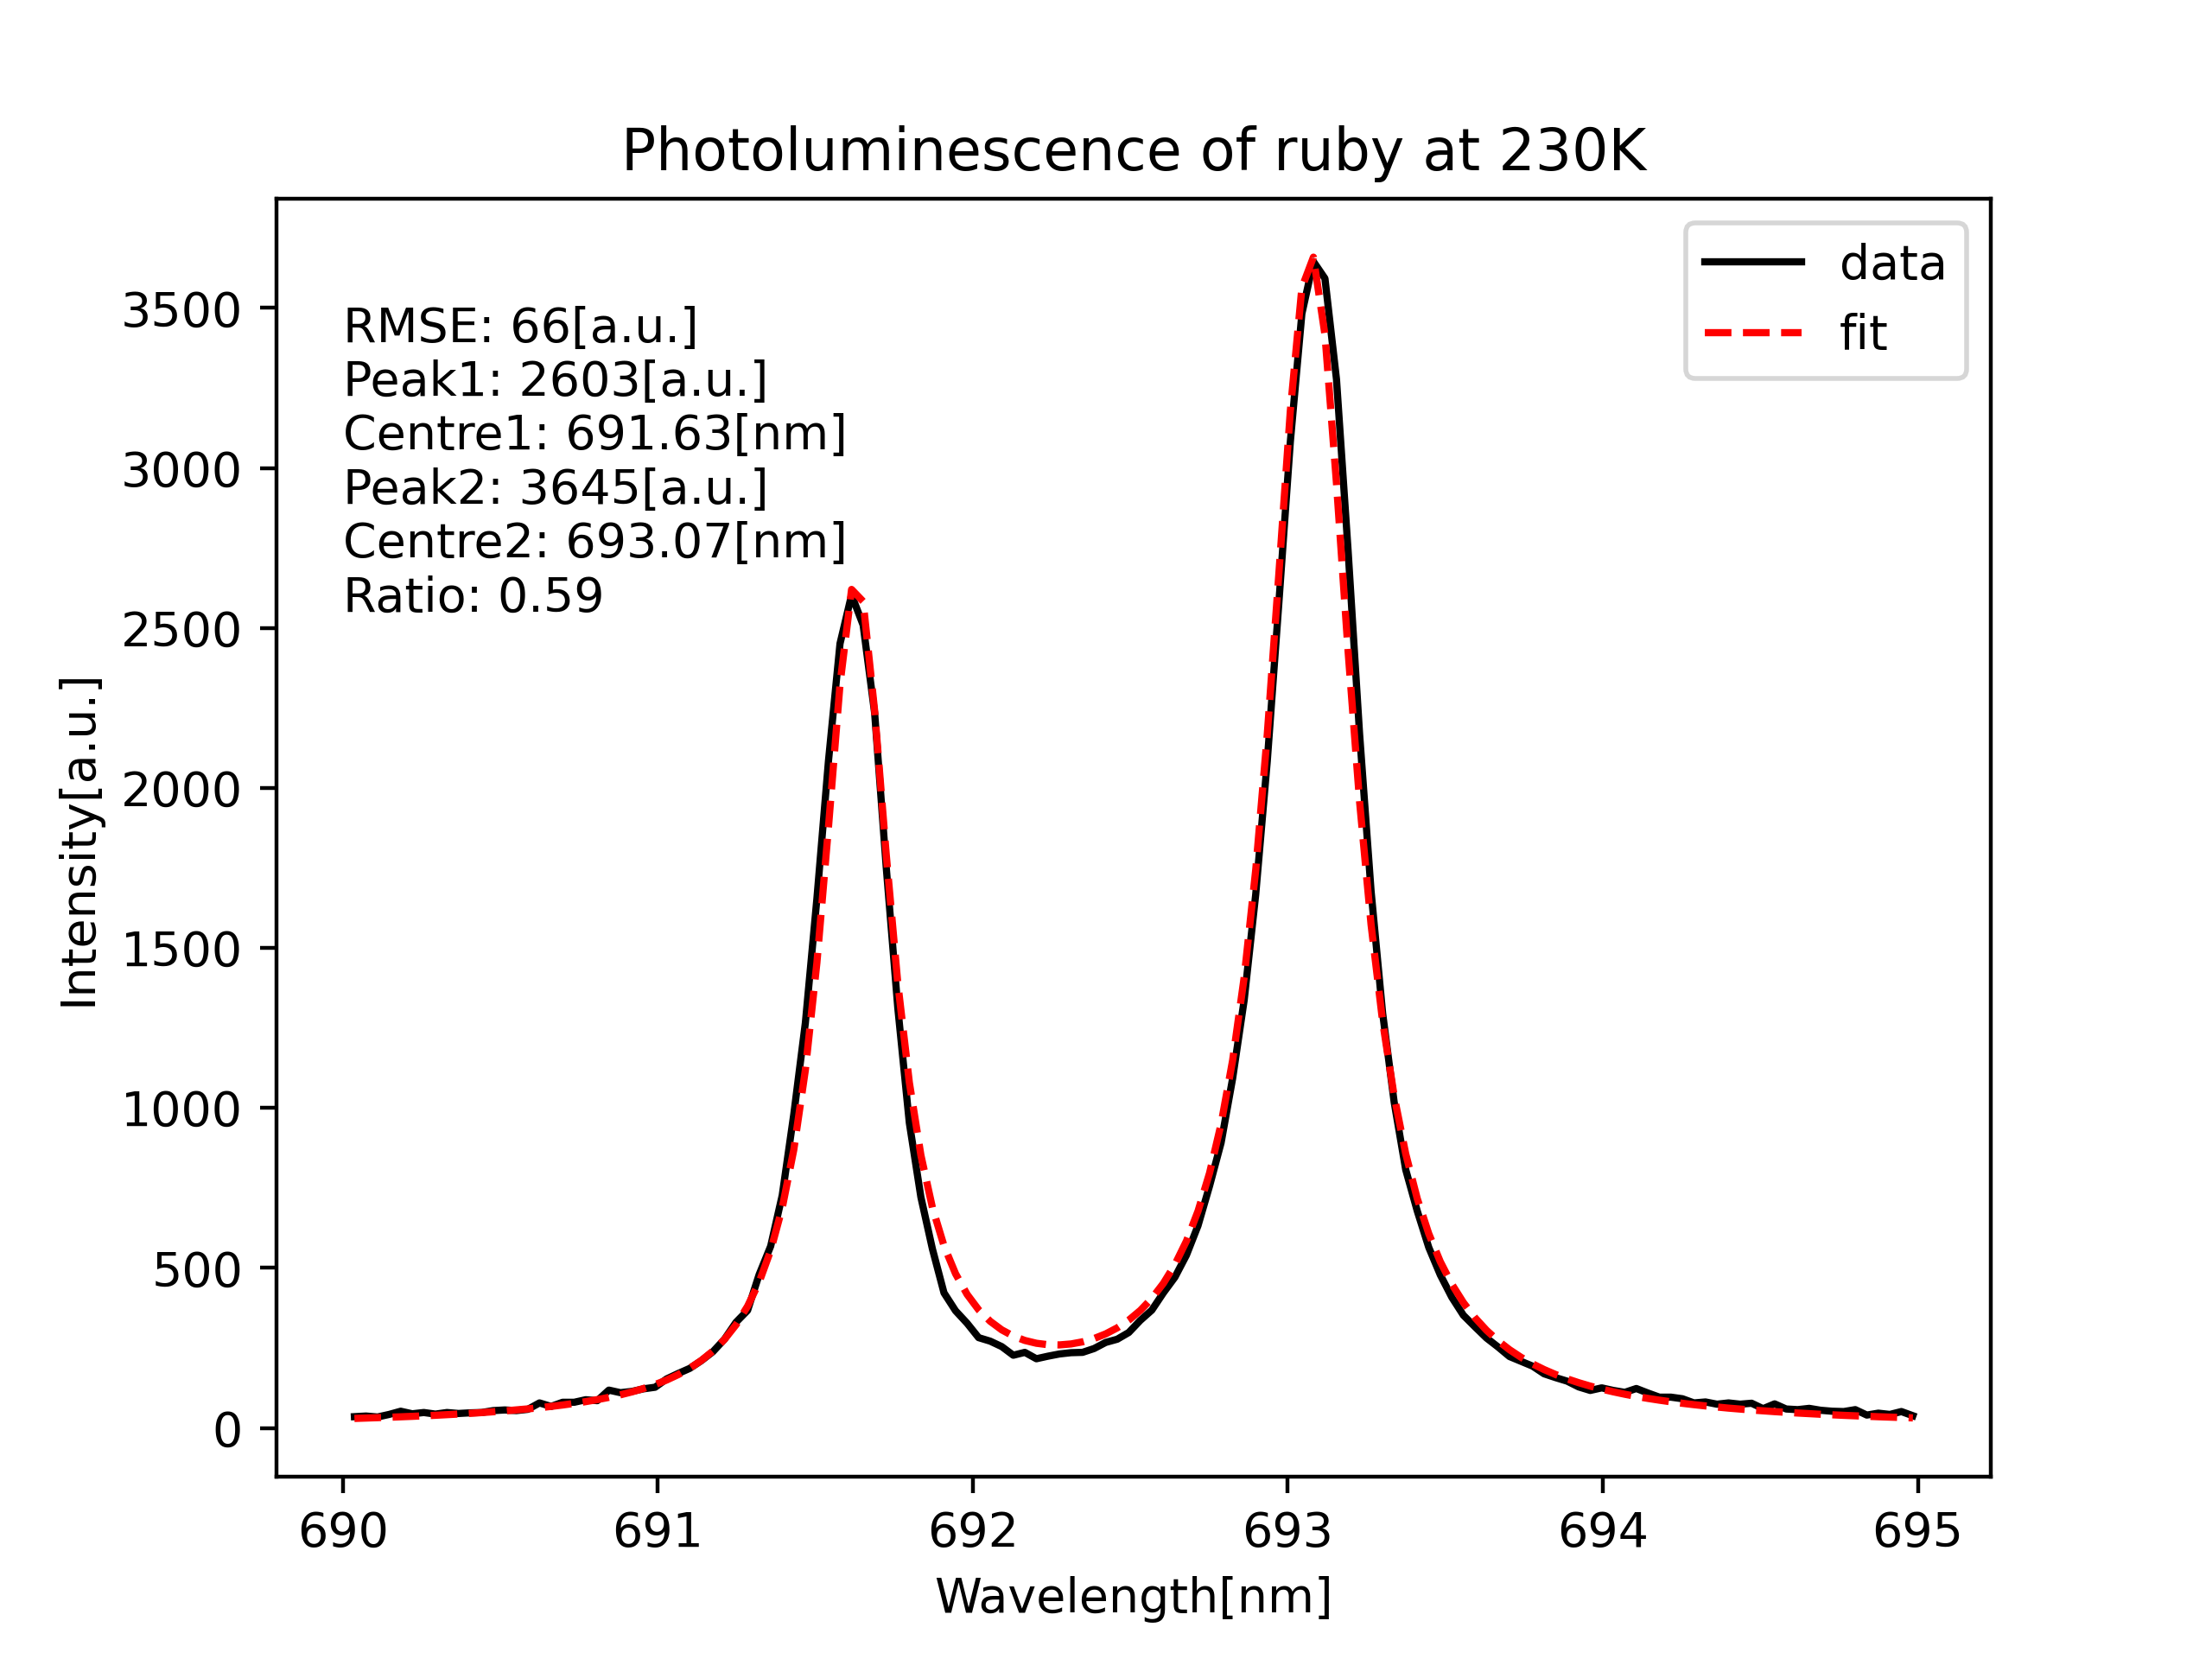 Photoluminescence of ruby at 230K
data
fit
RMSE: 66[a.u.]
Peak1: 2603[a.u.]
Centre1: 691.63[nm]
Peak2: 3645[a.u.]
Centre2: 693.07[nm]
Ratio: 0.59
3500
3000
2500
2000
1500
1000
500
0
Intensity[a.u.]
690 691 692 693 694 695
Wavelength[nm]